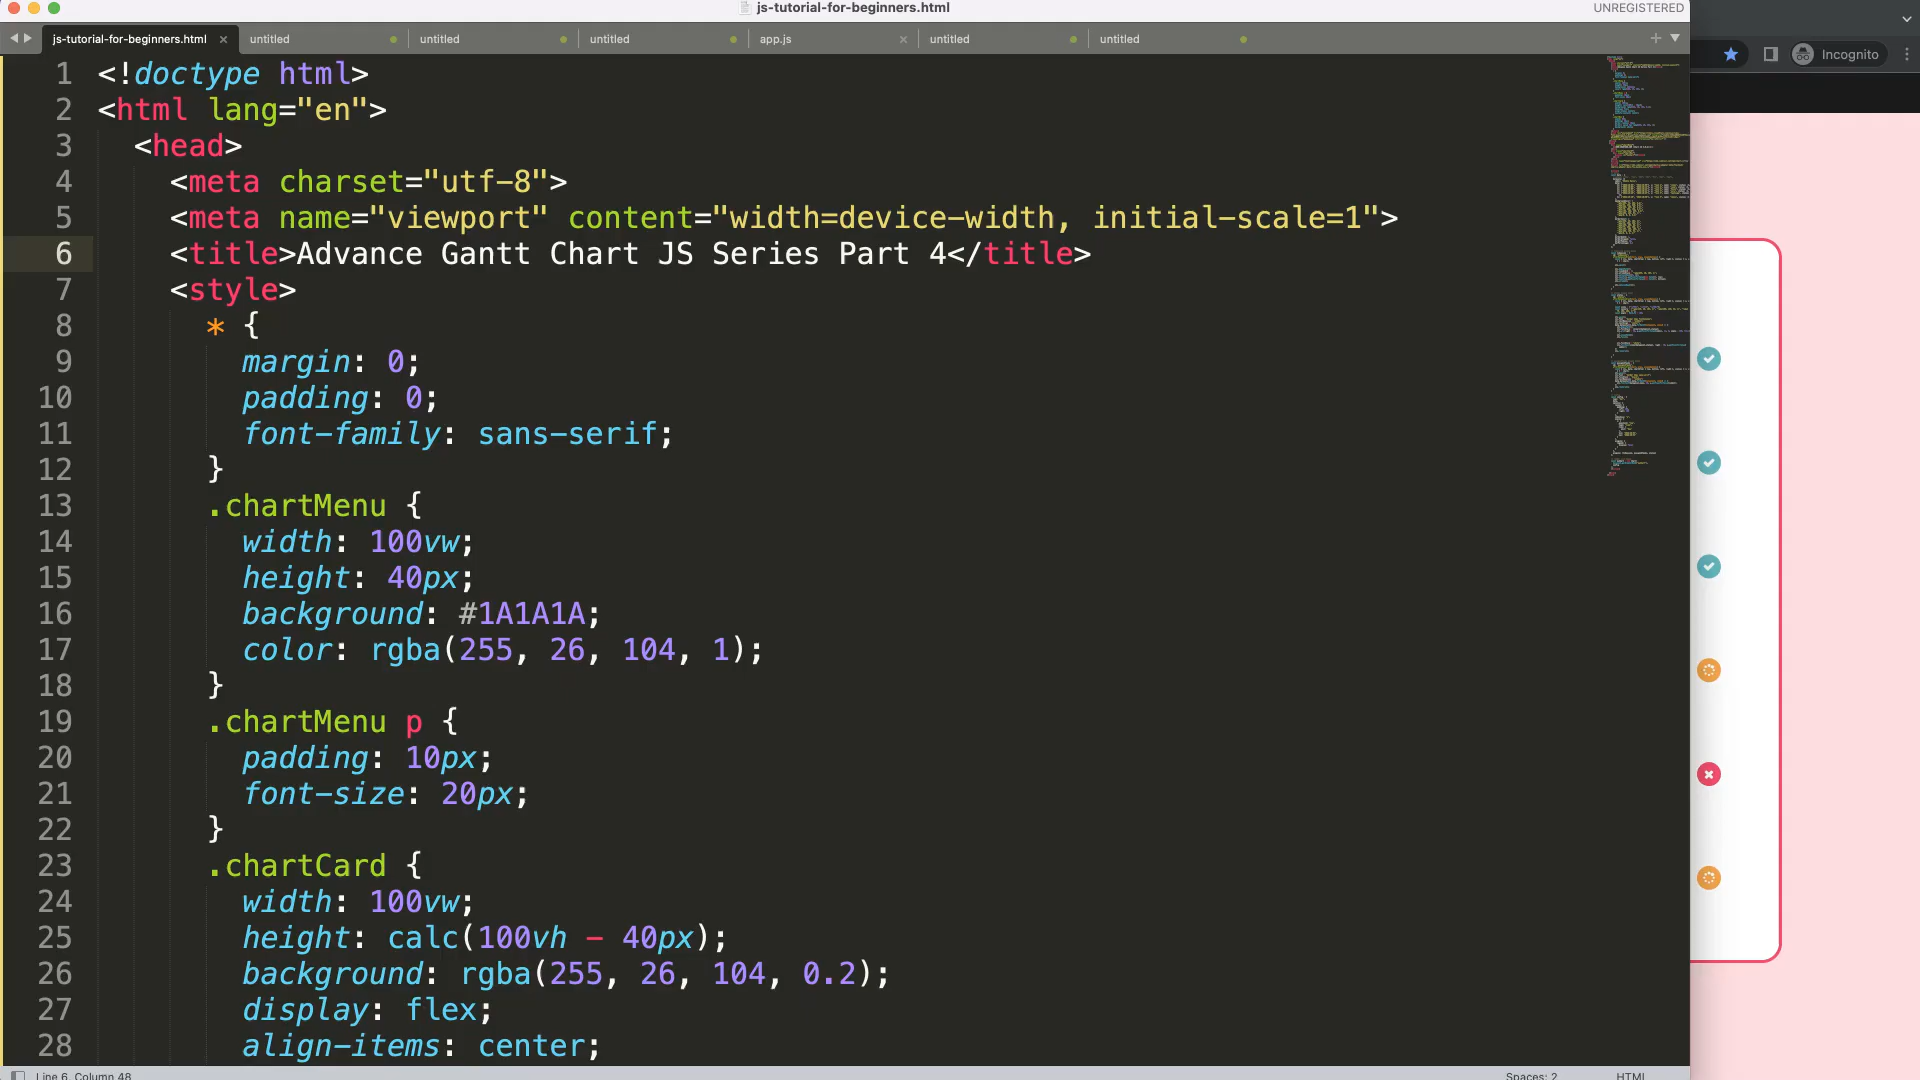 js-tutorial-for-beginners.html
UNREGISTERED
js-tutorial-for-beginners.html × untitled untitled untitled app.js × untitled untitled
Incognito
1 <!doctype html>
2 <html lang="en">
3 <head>
4 <meta charset="utf-8">
5 <meta name="viewport" content="width=device-width, initial-scale=1">
6 <title>Advance Gantt Chart JS Series Part 4</title>
7 <style>
8 * {
9 margin: 0;
10 padding: 0;
11 font-family: sans-serif;
12 }
13 .chartMenu {
14 width: 100vw;
15 height: 40px;
16 background: #1A1A1A;
17 color: rgba(255, 26, 104, 1);
18 }
19 .chartMenu p {
20 padding: 10px;
21 font-size: 20px;
22 }
23 .chartCard {
24 width: 100vw;
25 height: calc(100vh - 40px);
26 background: rgba(255, 26, 104, 0.2);
27 display: flex;
28 align-items: center;
Line 6, Column 48
Spaces: 2
HTML